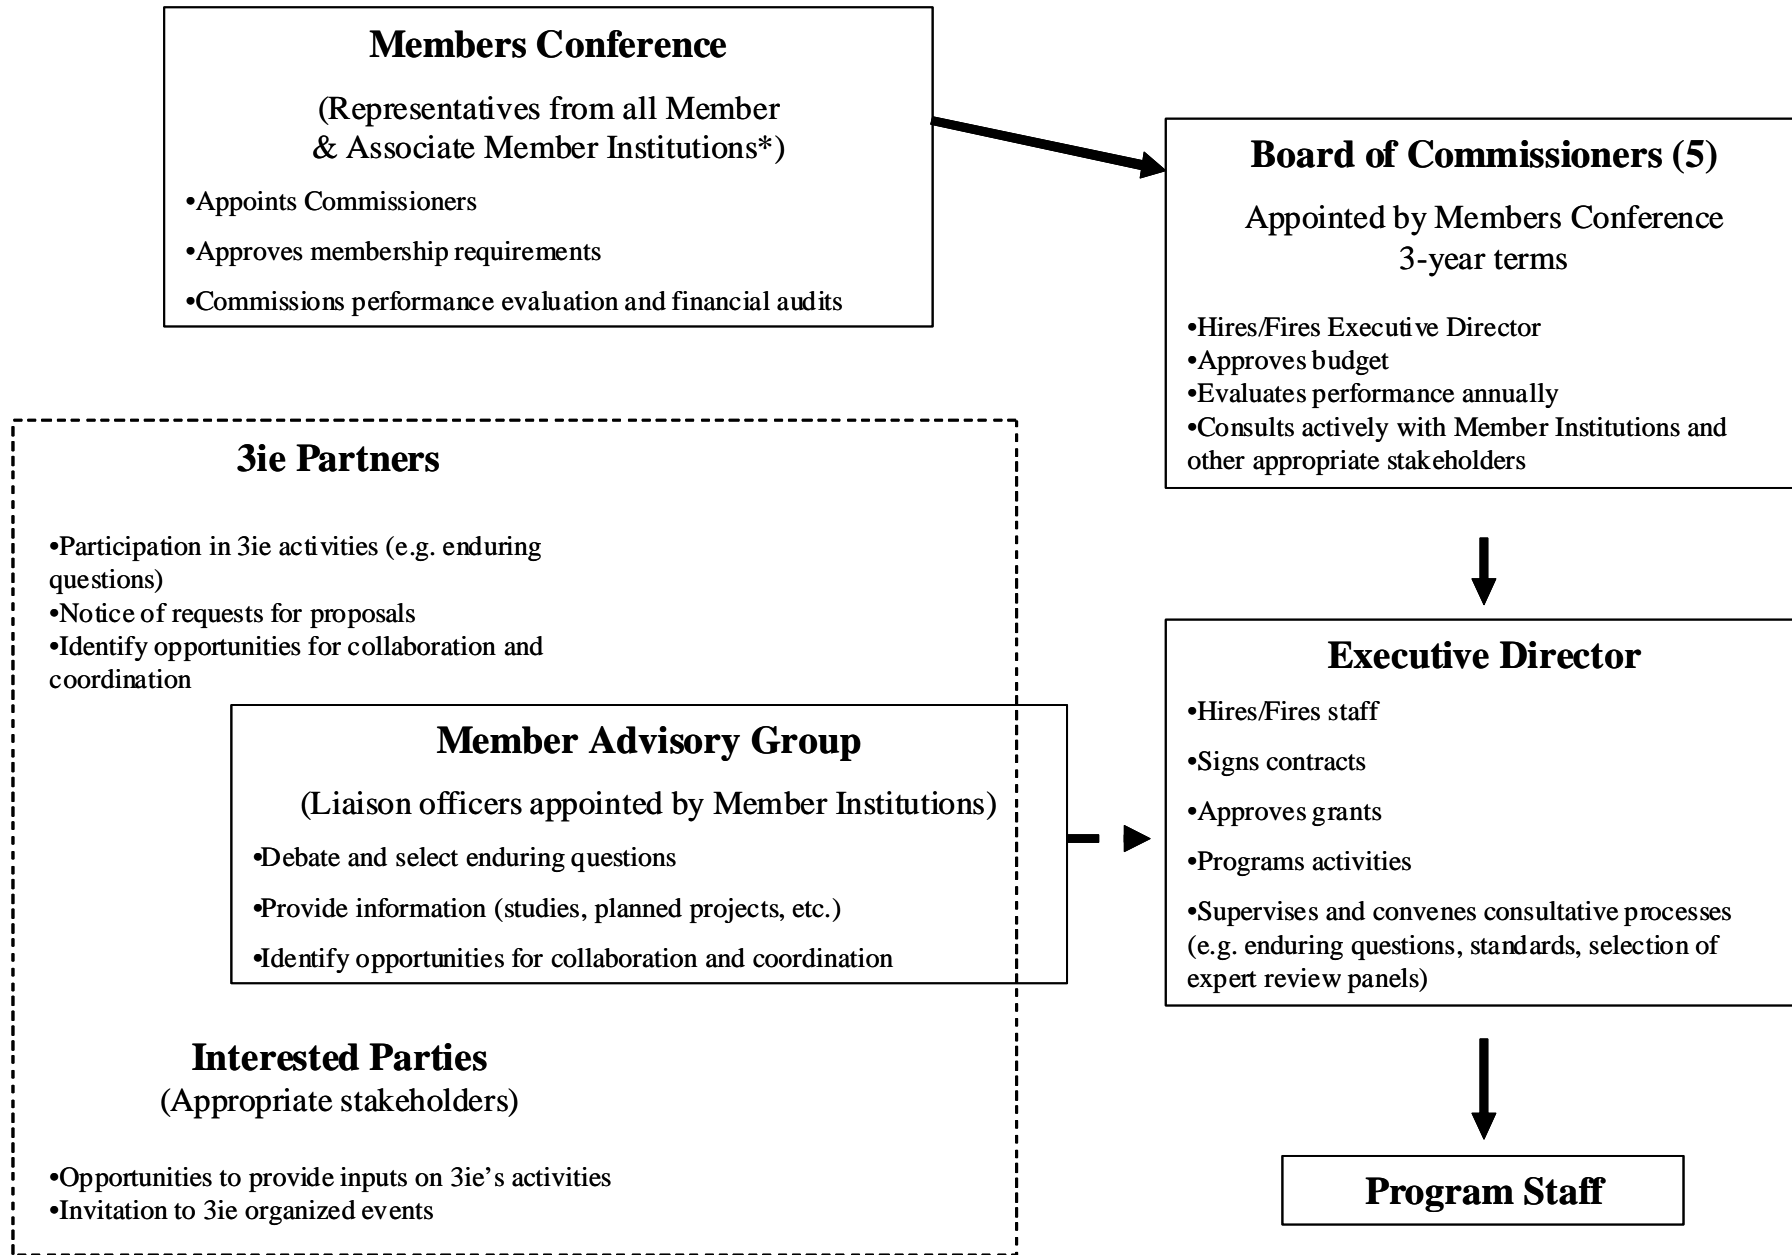 Members Conference
(Representatives from all Member
& Associate Member Institutions*)
•Appoints Commissioners
•Approves membership requirements
•Commissions performance evaluation and financial audits
Board of Commissioners (5)
Appointed by Members Conference
3-year terms
•Hires/Fires Executive Director
•Approves budget
•Evaluates performance annually
•Consults actively with Member Institutions and
other appropriate stakeholders
3ie Partners
•Participation in 3ie activities (e.g. enduring
questions)
•Notice of requests for proposals
•Identify opportunities for collaboration and
coordination
Member Advisory Group
(Liaison officers appointed by Member Institutions)
•Debate and select enduring questions
•Provide information (studies, planned projects, etc.)
•Identify opportunities for collaboration and coordination
Interested Parties
(Appropriate stakeholders)
•Opportunities to provide inputs on 3ie’s activities
•Invitation to 3ie organized events
Executive Director
•Hires/Fires staff
•Signs contracts
•Approves grants
•Programs activities
•Supervises and convenes consultative processes
(e.g. enduring questions, standards, selection of
expert review panels)
Program Staff